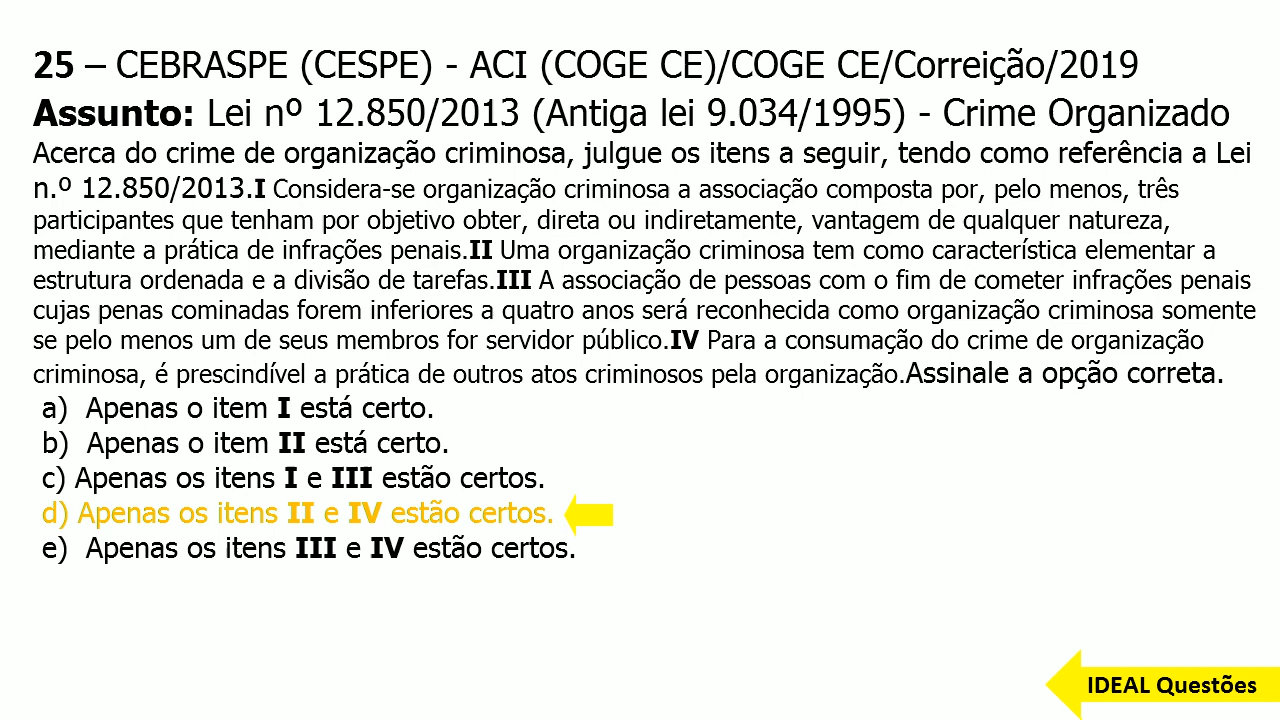 25 – CEBRASPE (CESPE) - ACI (COGE CE)/COGE CE/Correição/2019
Assunto: Lei nº 12.850/2013 (Antiga lei 9.034/1995) - Crime Organizado
Acerca do crime de organização criminosa, julgue os itens a seguir, tendo como referência a Lei
n.º 12.850/2013.I Considera-se organização criminosa a associação composta por, pelo menos, três
participantes que tenham por objetivo obter, direta ou indiretamente, vantagem de qualquer natureza,
mediante a prática de infrações penais.II Uma organização criminosa tem como característica elementar a
estrutura ordenada e a divisão de tarefas.III A associação de pessoas com o fim de cometer infrações penais
cujas penas cominadas forem inferiores a quatro anos será reconhecida como organização criminosa somente
se pelo menos um de seus membros for servidor público.IV Para a consumação do crime de organização
criminosa, é prescindível a prática de outros atos criminosos pela organização.Assinale a opção correta.
a) Apenas o item I está certo.
b) Apenas o item II está certo.
c) Apenas os itens I e III estão certos.
d) Apenas os itens II e IV estão certos.
e) Apenas os itens III e IV estão certos.
IDEAL Questões